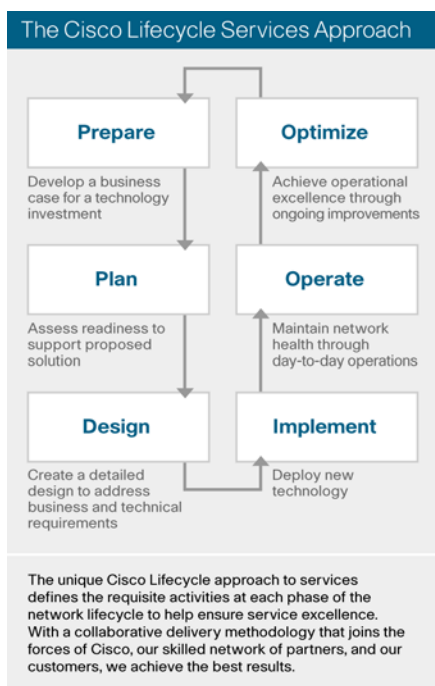 The Cisco Lifecycle Services Approach
Prepare
Develop a business
case for a technology
investment
Plan
Assess readiness to
support proposed
solution
Design
Create a detailed
design to address
business and technical
requirements
Implement
Deploy new
technology
Operate
Maintain network
health through
day-to-day operations
Optimize
Achieve operational
excellence through
ongoing improvements
The unique Cisco Lifecycle approach to services
defines the requisite activities at each phase of the
network lifecycle to help ensure service excellence.
With a collaborative delivery methodology that joins the
forces of Cisco, our skilled network of partners, and our
customers, we achieve the best results.